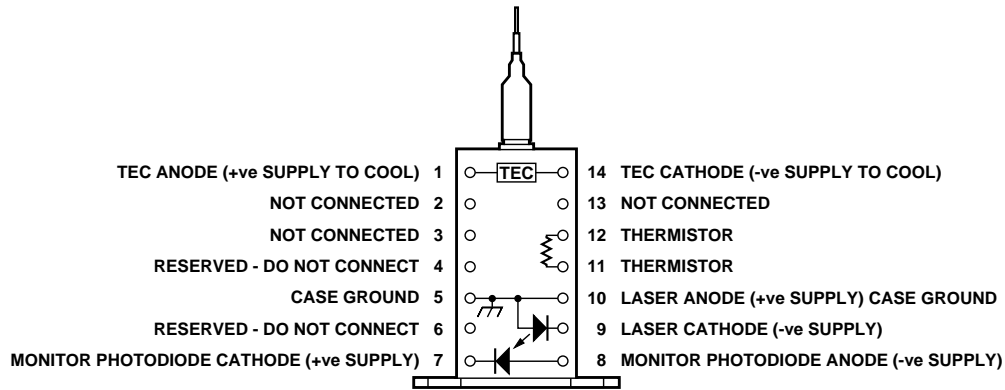 TEC ANODE (+ve SUPPLY TO COOL) 1 TEC 14 TEC CATHODE (-ve SUPPLY TO COOL)
NOT CONNECTED 2 13 NOT CONNECTED
NOT CONNECTED 3 12 THERMISTOR
RESERVED - DO NOT CONNECT 4 11 THERMISTOR
CASE GROUND 5 10 LASER ANODE (+ve SUPPLY) CASE GROUND
RESERVED - DO NOT CONNECT 6 9 LASER CATHODE (-ve SUPPLY)
MONITOR PHOTODIODE CATHODE (+ve SUPPLY) 7 8 MONITOR PHOTODIODE ANODE (-ve SUPPLY)